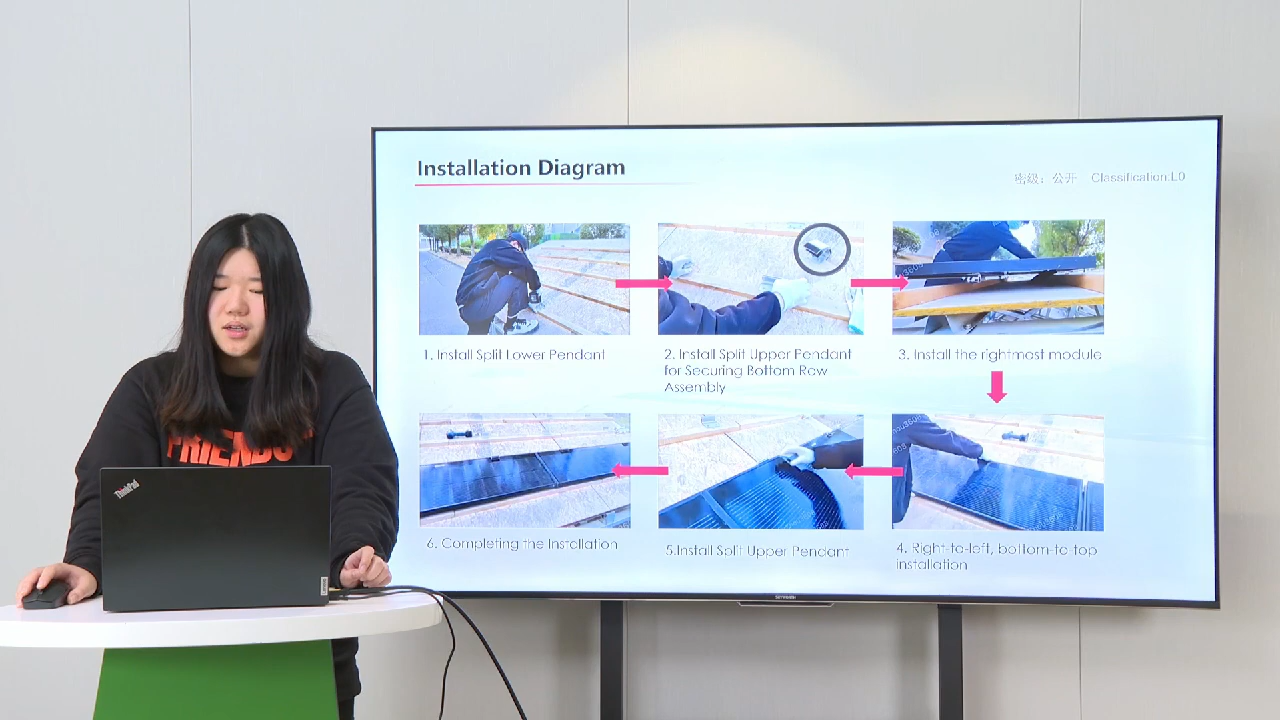 Installation Diagram
密级：公开 Classification:L0
1. Install Split Lower Pendant
2. Install Split Upper Pendant
for Securing Bottom Row
Assembly
3. Install the rightmost module
6. Completing the Installation
5.Install Split Upper Pendant
4. Right-to-left, bottom-to-top
installation
FRIENDS
ThinkPad
Lenovo